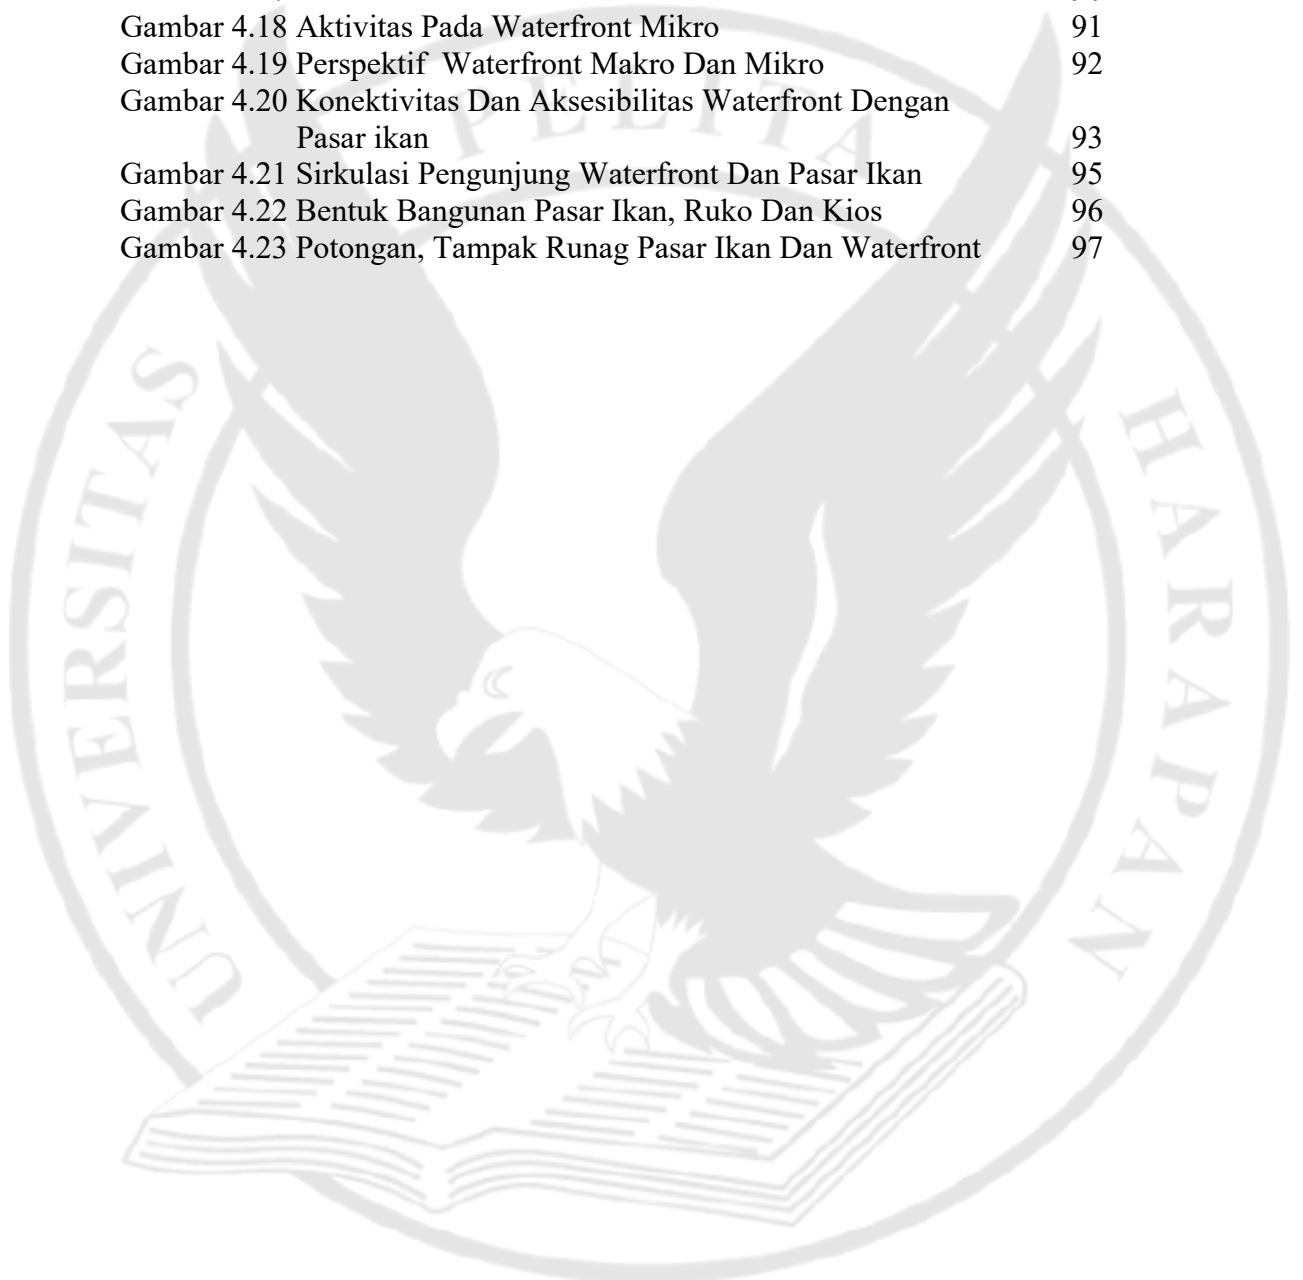 Gambar 4.18 Aktivitas Pada Waterfront Mikro 91
Gambar 4.19 Perspektif Waterfront Makro Dan Mikro 92
Gambar 4.20 Konektivitas Dan Aksesibilitas Waterfront Dengan
Pasar ikan 93
Gambar 4.21 Sirkulasi Pengunjung Waterfront Dan Pasar Ikan 95
Gambar 4.22 Bentuk Bangunan Pasar Ikan, Ruko Dan Kios 96
Gambar 4.23 Potongan, Tampak Runag Pasar Ikan Dan Waterfront 97
UNIVERSITAS
PELITA
HARAPAN